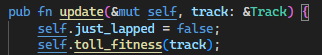 pub fn update(&mut self, track: &Track) {
self.just_lapped = false;
self.toll_fitness(track);